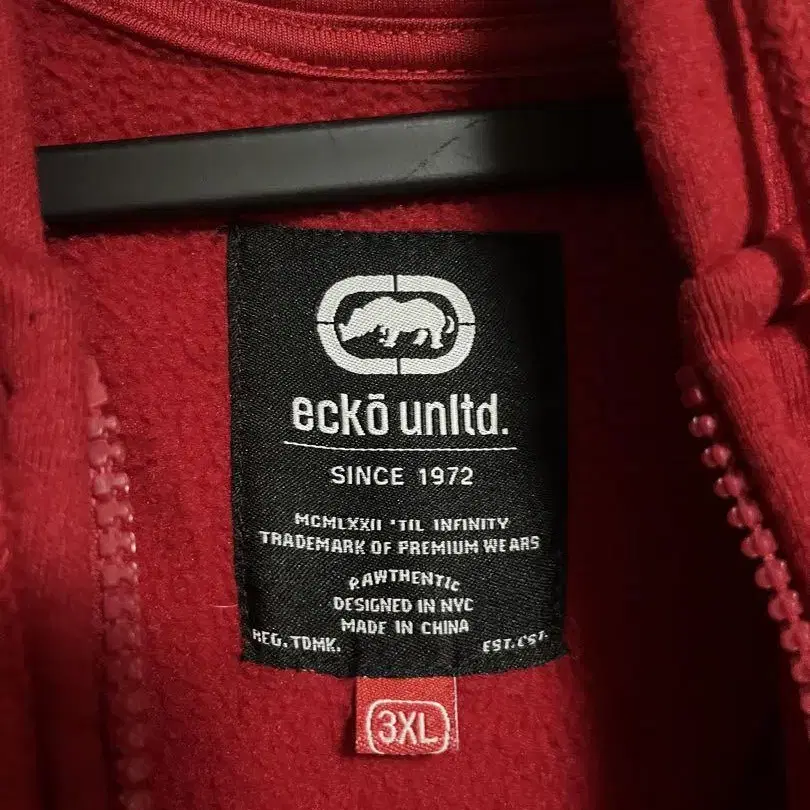 eckō unltd.
SINCE 1972
MCMLXXII 'TIL INFINITY
TRADEMARK OF PREMIUM WEARS
RAWTHENTIC
DESIGNED IN NYC
MADE IN CHINA
REG. TDMK.
EST. CST.
3XL